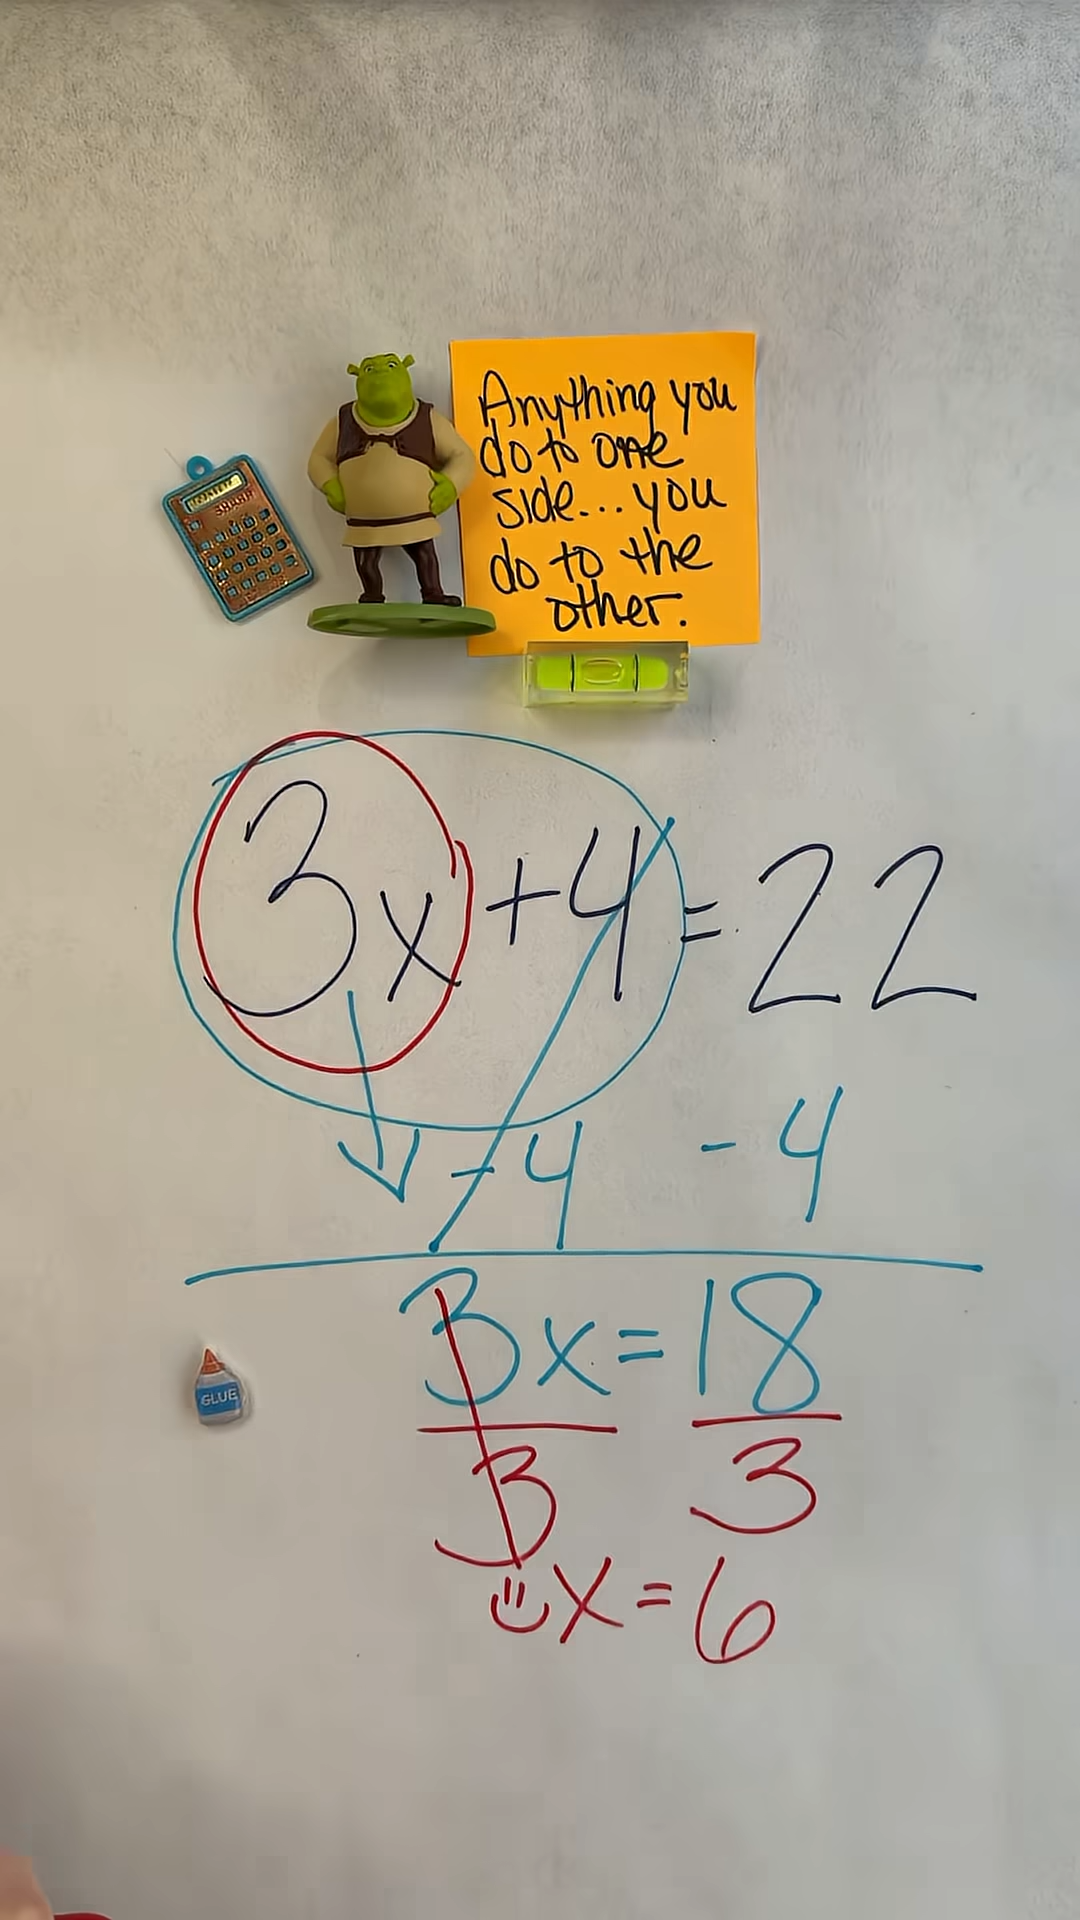 Anything you
do to one
side... you
do to the
other.
3x+4=22
-4 -4
3x=18
3 3
x=6
GLUE